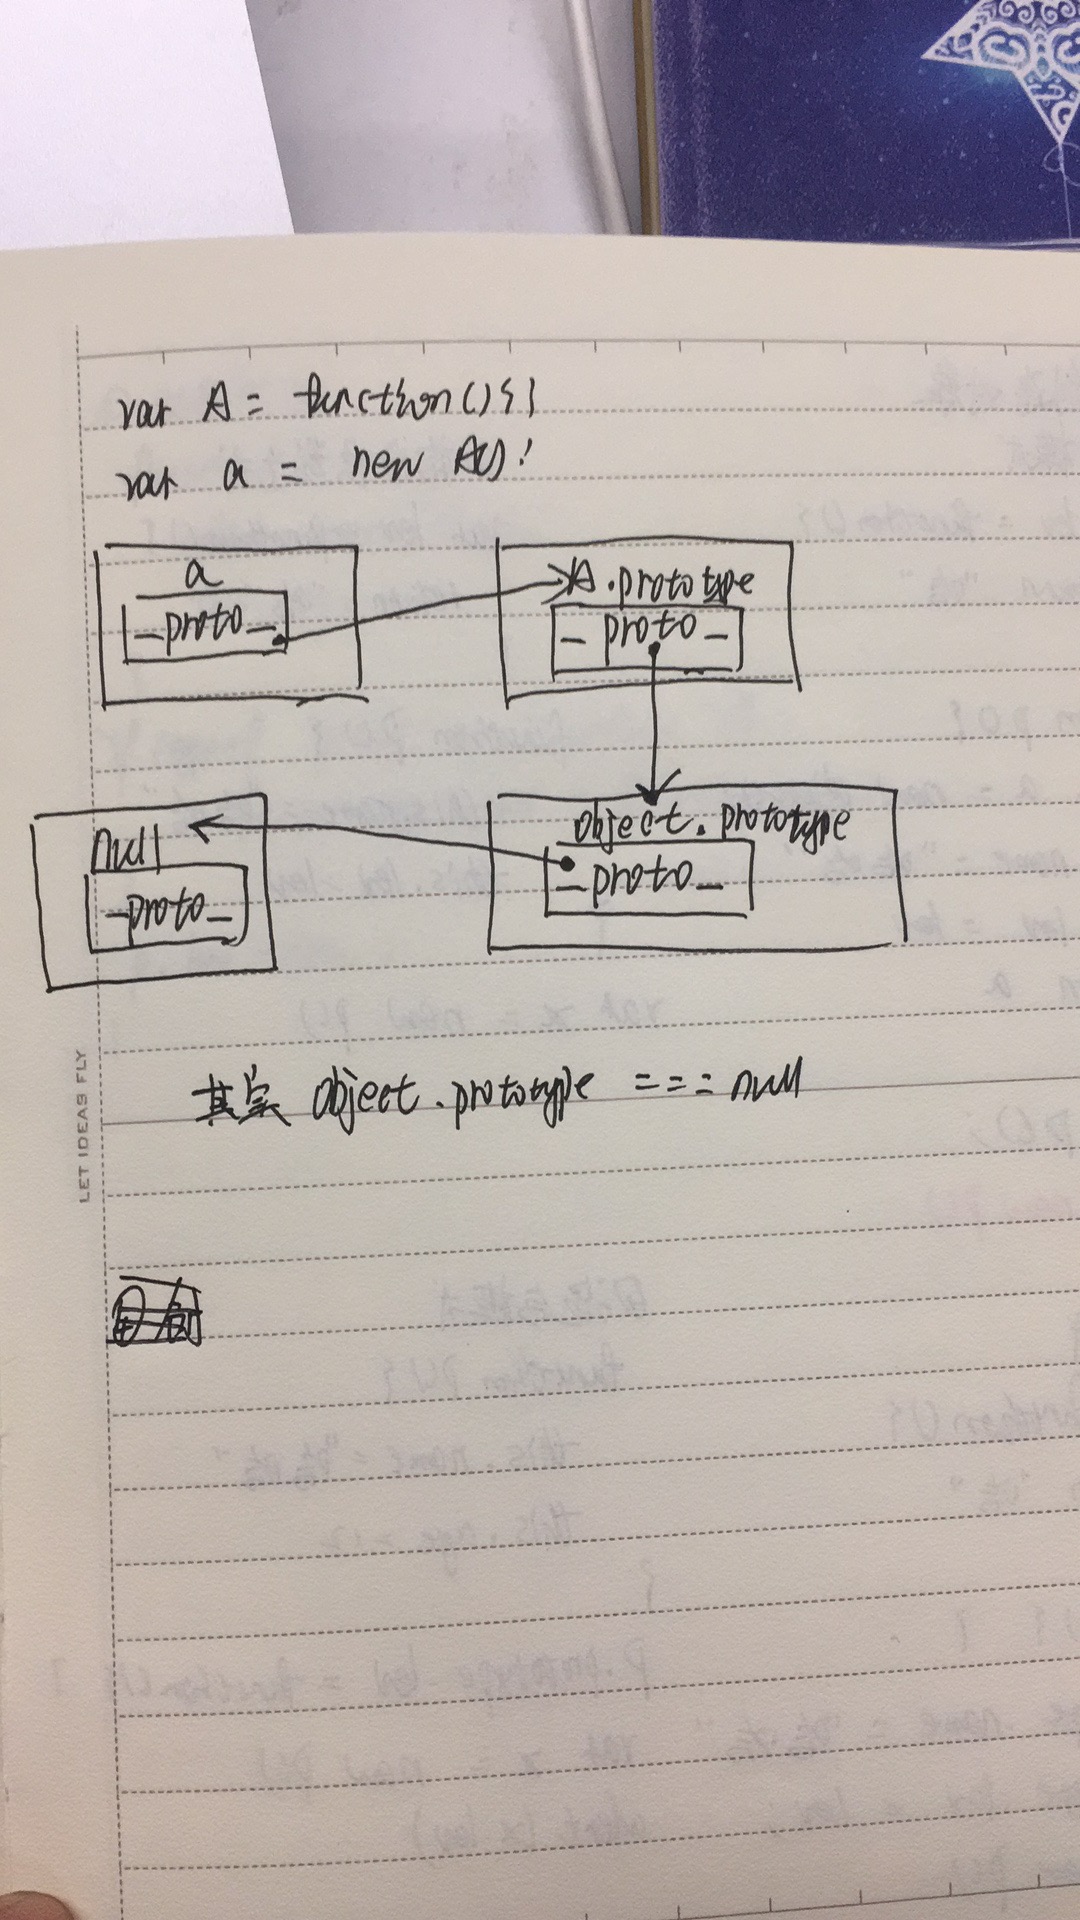 var A = function(){}
var a = new A();
a
_proto_
A.prototype
_proto_
object.prototype
_proto_
null
_proto_
其实 object.prototype === null
LET IDEAS FLY